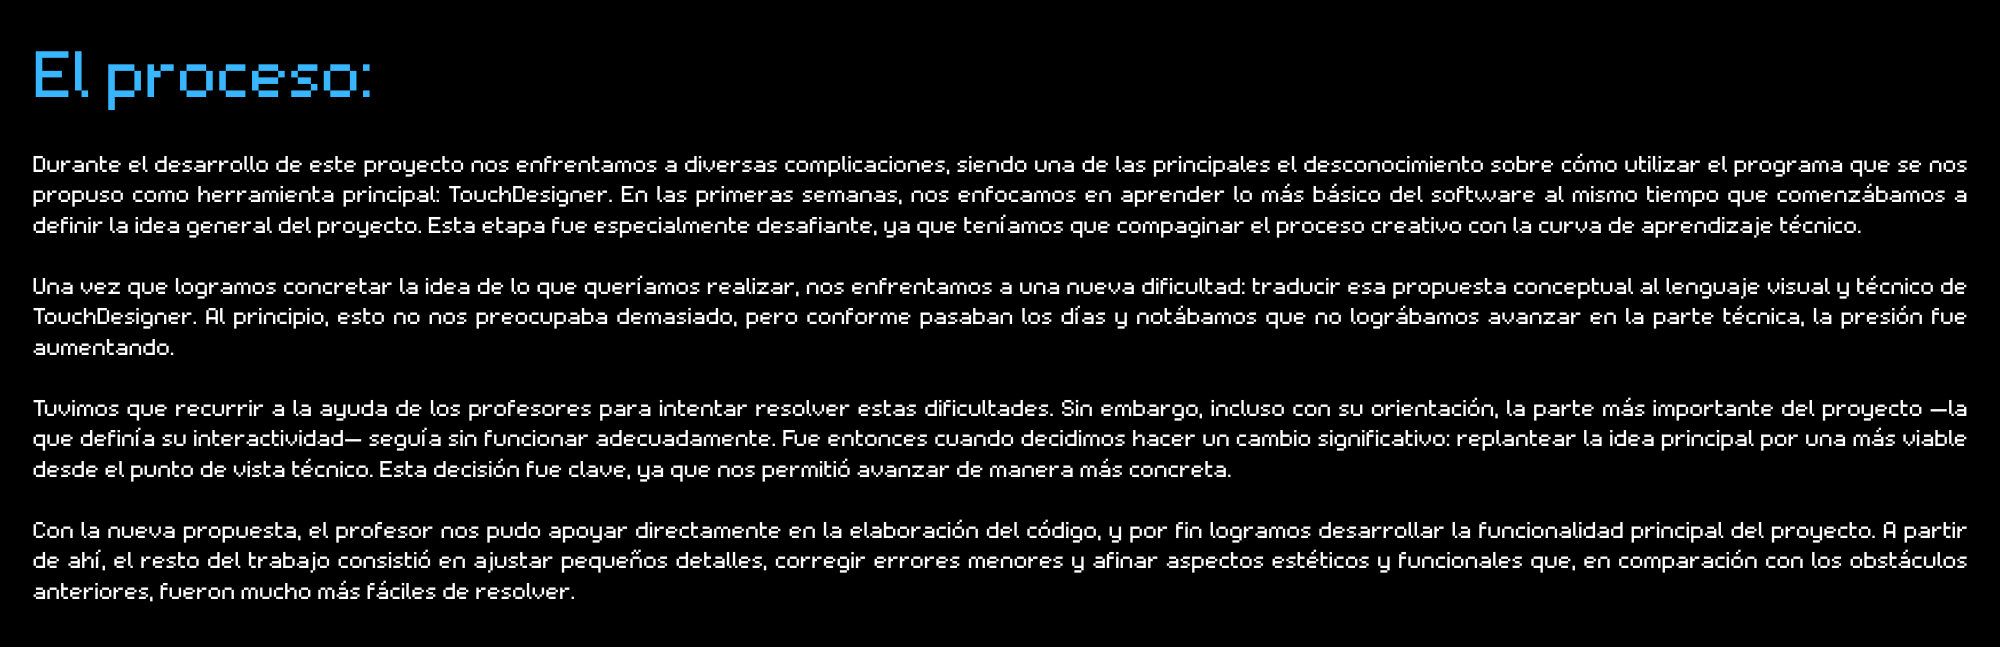 El proceso:
Durante el desarrollo de este proyecto nos enfrentamos a diversas complicaciones, siendo una de las principales el desconocimiento sobre cómo utilizar el programa que se nos
propuso como herramienta principal: TouchDesigner. En las primeras semanas, nos enfocamos en aprender lo más básico del software al mismo tiempo que comenzábamos a
definir la idea general del proyecto. Esta etapa fue especialmente desafiante, ya que teníamos que compaginar el proceso creativo con la curva de aprendizaje técnico.
Una vez que logramos concretar la idea de lo que queríamos realizar, nos enfrentamos a una nueva dificultad: traducir esa propuesta conceptual al lenguaje visual y técnico de
TouchDesigner. Al principio, esto no nos preocupaba demasiado, pero conforme pasaban los días y notábamos que no lográbamos avanzar en la parte técnica, la presión fue
aumentando.
Tuvimos que recurrir a la ayuda de los profesores para intentar resolver estas dificultades. Sin embargo, incluso con su orientación, la parte más importante del proyecto —la
que definía su interactividad— seguía sin funcionar adecuadamente. Fue entonces cuando decidimos hacer un cambio significativo: replantear la idea principal por una más viable
desde el punto de vista técnico. Esta decisión fue clave, ya que nos permitió avanzar de manera más concreta.
Con la nueva propuesta, el profesor nos pudo apoyar directamente en la elaboración del código, y por fin logramos desarrollar la funcionalidad principal del proyecto. A partir
de ahí, el resto del trabajo consistió en ajustar pequeños detalles, corregir errores menores y afinar aspectos estéticos y funcionales que, en comparación con los obstáculos
anteriores, fueron mucho más fáciles de resolver.